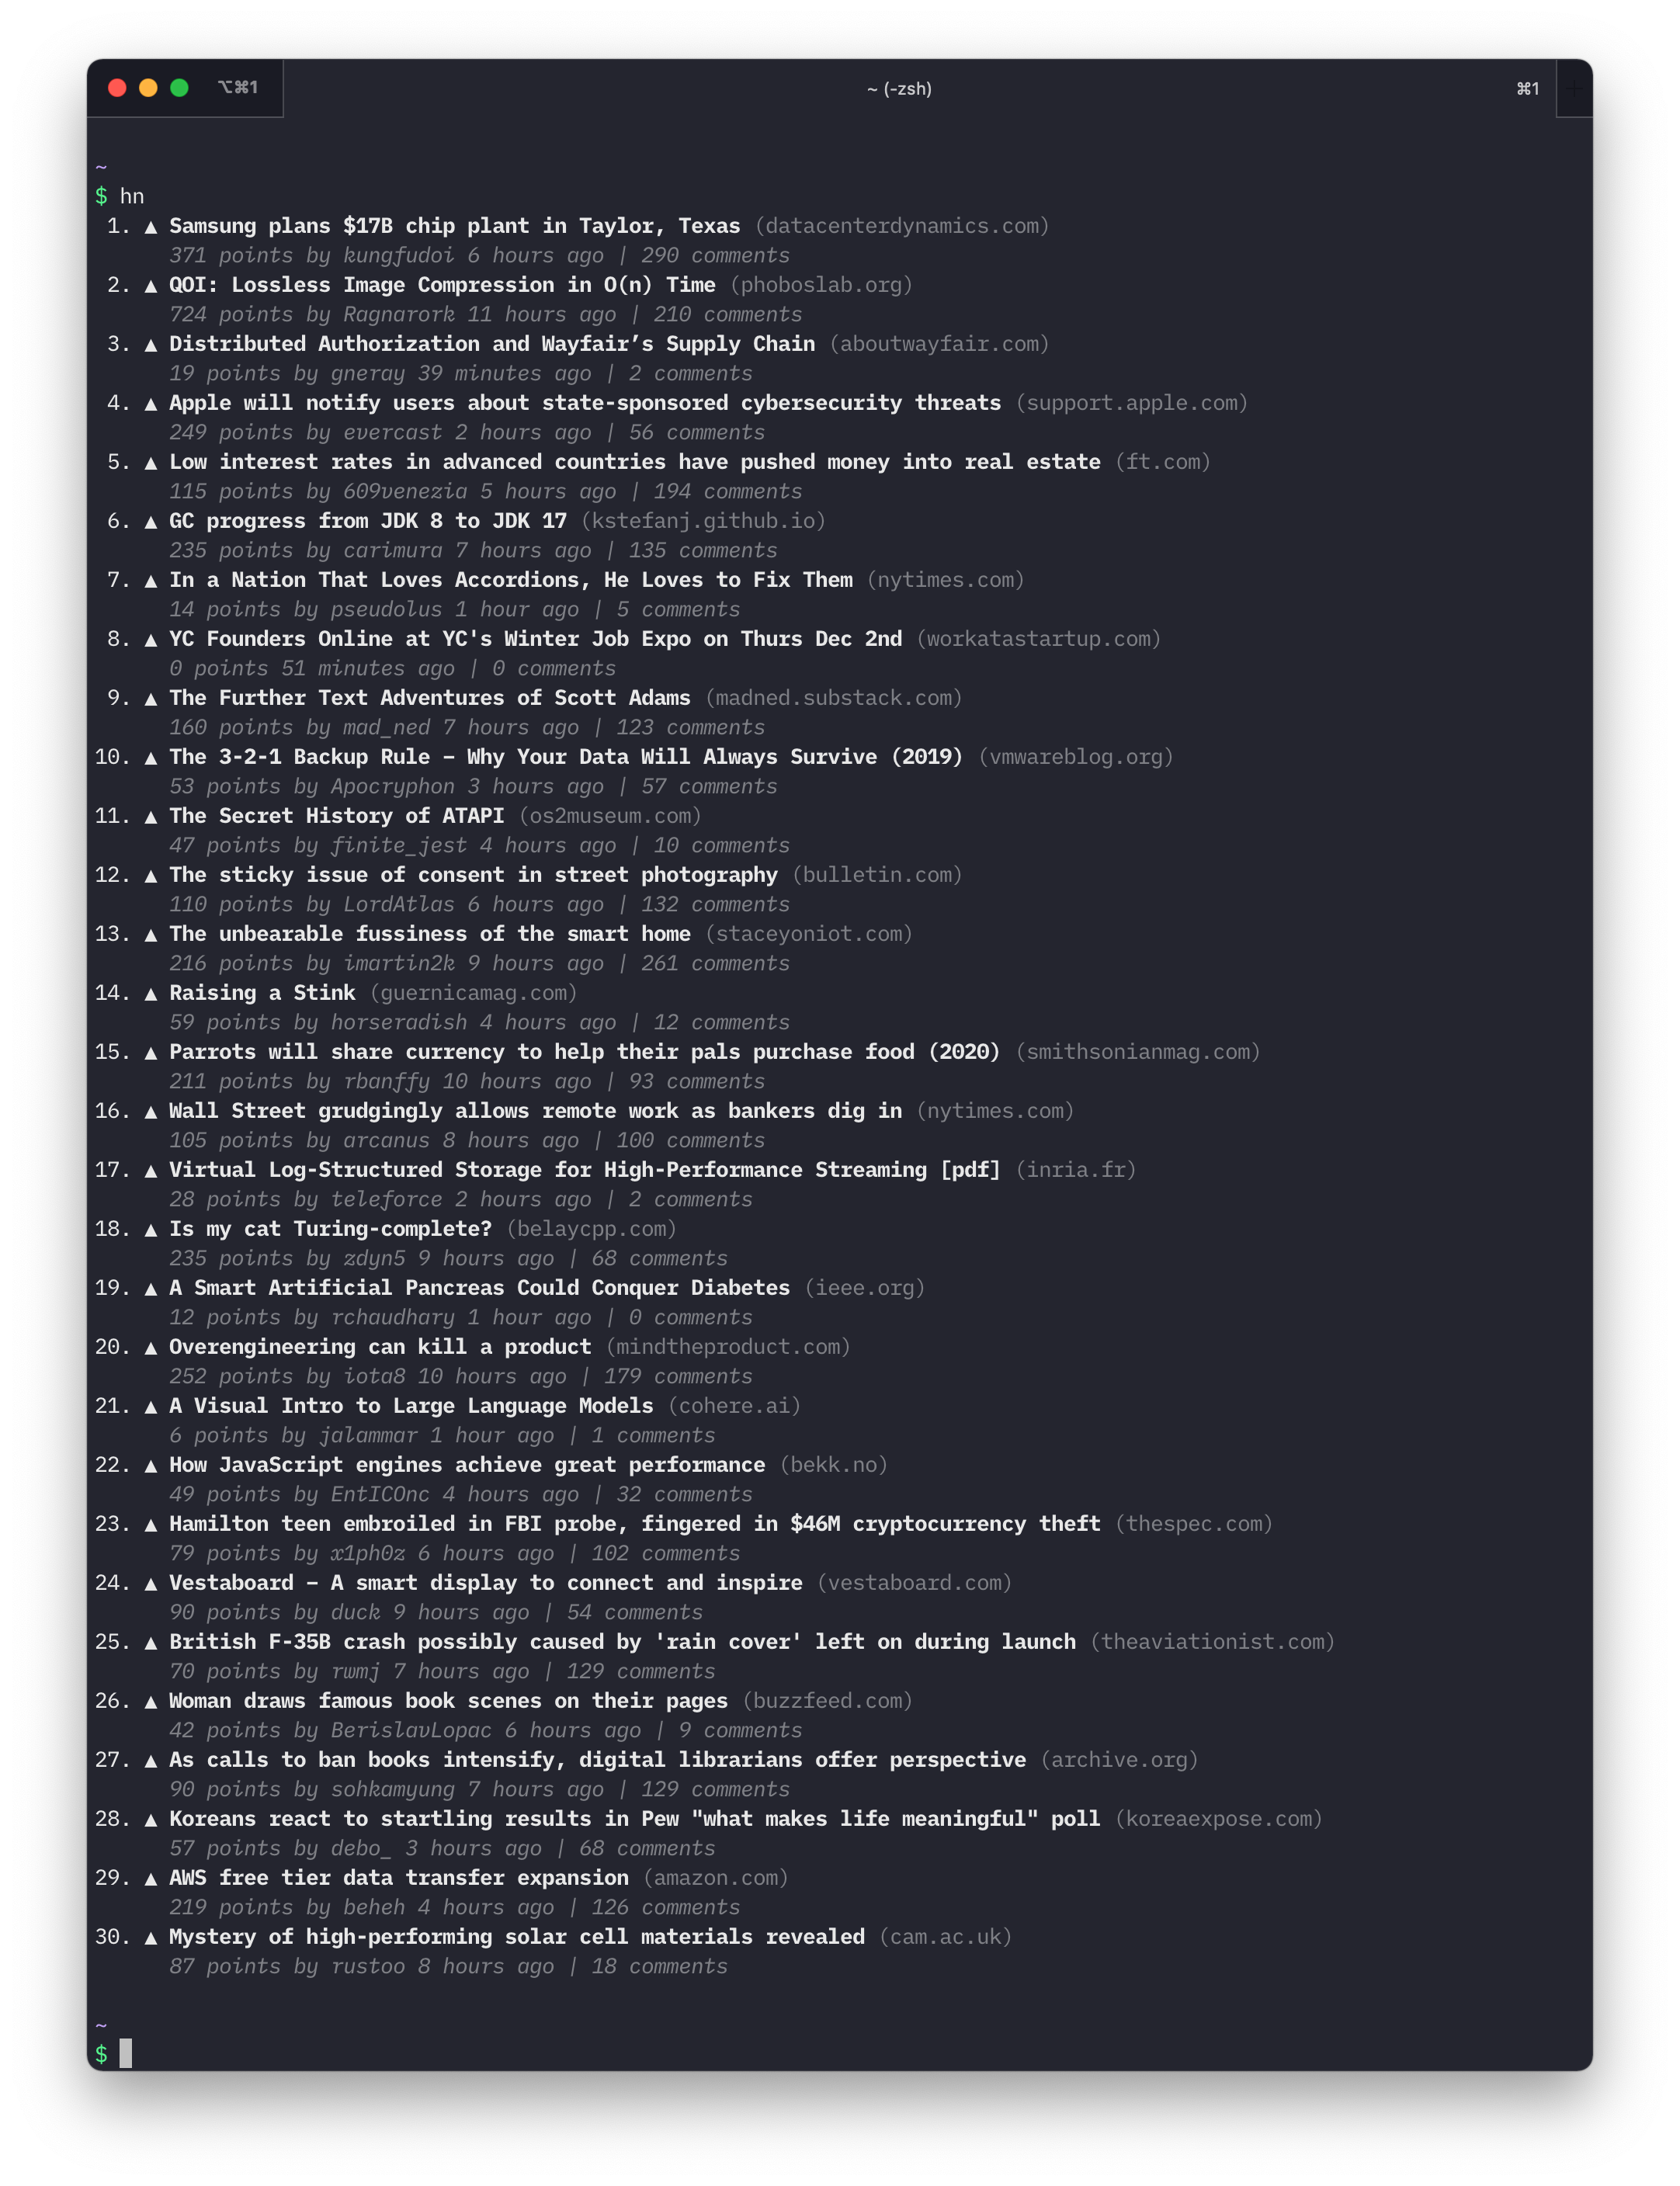 ⌥⌘1 ~ (-zsh) ⌘1 +
~
$ hn
1. ▲ Samsung plans $17B chip plant in Taylor, Texas (datacenterdynamics.com)
371 points by kungfudoi 6 hours ago | 290 comments
2. ▲ QOI: Lossless Image Compression in O(n) Time (phoboslab.org)
724 points by Ragnarork 11 hours ago | 210 comments
3. ▲ Distributed Authorization and Wayfair’s Supply Chain (aboutwayfair.com)
19 points by gneray 39 minutes ago | 2 comments
4. ▲ Apple will notify users about state-sponsored cybersecurity threats (support.apple.com)
249 points by evercast 2 hours ago | 56 comments
5. ▲ Low interest rates in advanced countries have pushed money into real estate (ft.com)
115 points by 609venezia 5 hours ago | 194 comments
6. ▲ GC progress from JDK 8 to JDK 17 (kstefanj.github.io)
235 points by carimura 7 hours ago | 135 comments
7. ▲ In a Nation That Loves Accordions, He Loves to Fix Them (nytimes.com)
14 points by pseudolus 1 hour ago | 5 comments
8. ▲ YC Founders Online at YC's Winter Job Expo on Thurs Dec 2nd (workatastartup.com)
0 points 51 minutes ago | 0 comments
9. ▲ The Further Text Adventures of Scott Adams (madned.substack.com)
160 points by mad_ned 7 hours ago | 123 comments
10. ▲ The 3-2-1 Backup Rule – Why Your Data Will Always Survive (2019) (vmwareblog.org)
53 points by Apocryphon 3 hours ago | 57 comments
11. ▲ The Secret History of ATAPI (os2museum.com)
47 points by finite_jest 4 hours ago | 10 comments
12. ▲ The sticky issue of consent in street photography (bulletin.com)
110 points by LordAtlas 6 hours ago | 132 comments
13. ▲ The unbearable fussiness of the smart home (staceyoniot.com)
216 points by imartin2k 9 hours ago | 261 comments
14. ▲ Raising a Stink (guernicamag.com)
59 points by horseradish 4 hours ago | 12 comments
15. ▲ Parrots will share currency to help their pals purchase food (2020) (smithsonianmag.com)
211 points by rbanffy 10 hours ago | 93 comments
16. ▲ Wall Street grudgingly allows remote work as bankers dig in (nytimes.com)
105 points by arcanus 8 hours ago | 100 comments
17. ▲ Virtual Log-Structured Storage for High-Performance Streaming [pdf] (inria.fr)
28 points by teleforce 2 hours ago | 2 comments
18. ▲ Is my cat Turing-complete? (belaycpp.com)
235 points by zdyn5 9 hours ago | 68 comments
19. ▲ A Smart Artificial Pancreas Could Conquer Diabetes (ieee.org)
12 points by rchaudhary 1 hour ago | 0 comments
20. ▲ Overengineering can kill a product (mindtheproduct.com)
252 points by iota8 10 hours ago | 179 comments
21. ▲ A Visual Intro to Large Language Models (cohere.ai)
6 points by jalammar 1 hour ago | 1 comments
22. ▲ How JavaScript engines achieve great performance (bekk.no)
49 points by EntICOnc 4 hours ago | 32 comments
23. ▲ Hamilton teen embroiled in FBI probe, fingered in $46M cryptocurrency theft (thespec.com)
79 points by x1ph0z 6 hours ago | 102 comments
24. ▲ Vestaboard – A smart display to connect and inspire (vestaboard.com)
90 points by duck 9 hours ago | 54 comments
25. ▲ British F-35B crash possibly caused by 'rain cover' left on during launch (theaviationist.com)
70 points by rwmj 7 hours ago | 129 comments
26. ▲ Woman draws famous book scenes on their pages (buzzfeed.com)
42 points by BerislavLopac 6 hours ago | 9 comments
27. ▲ As calls to ban books intensify, digital librarians offer perspective (archive.org)
90 points by sohkamyung 7 hours ago | 129 comments
28. ▲ Koreans react to startling results in Pew "what makes life meaningful" poll (koreaexpose.com)
57 points by debo_ 3 hours ago | 68 comments
29. ▲ AWS free tier data transfer expansion (amazon.com)
219 points by beheh 4 hours ago | 126 comments
30. ▲ Mystery of high-performing solar cell materials revealed (cam.ac.uk)
87 points by rustoo 8 hours ago | 18 comments
~
$